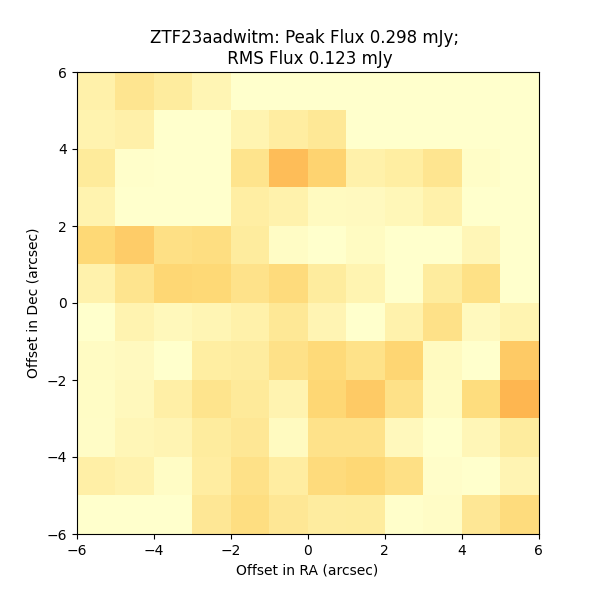 ZTF23aadwitm: Peak Flux 0.298 mJy;
RMS Flux 0.123 mJy
6
4
2
0
−2
−4
−6
Offset in Dec (arcsec)
−6 −4 −2 0 2 4 6
Offset in RA (arcsec)